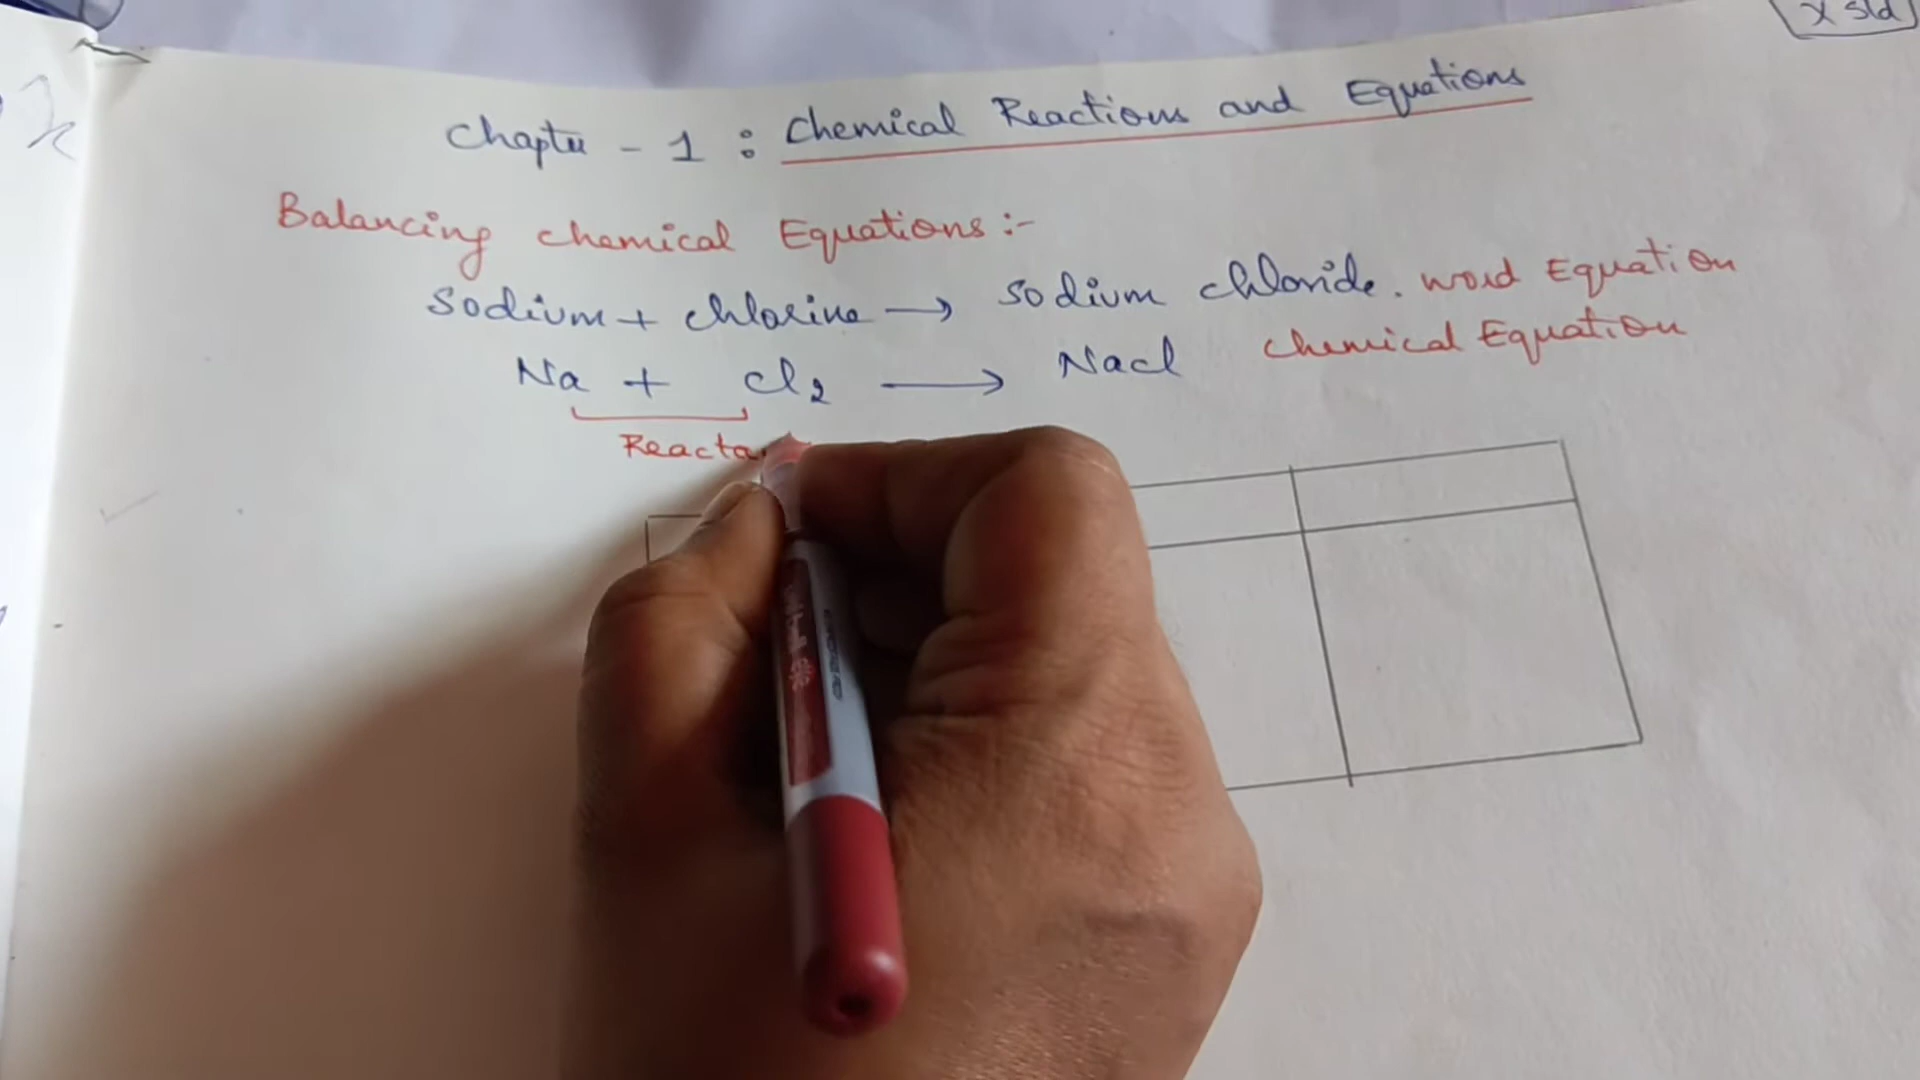 X std
Chapter - 1 : Chemical Reactions and Equations
Balancing chemical Equations :-
Sodium + chlorine → sodium chloride. word Equation
Na + Cl₂ → Nacl chemical Equation
Reacta